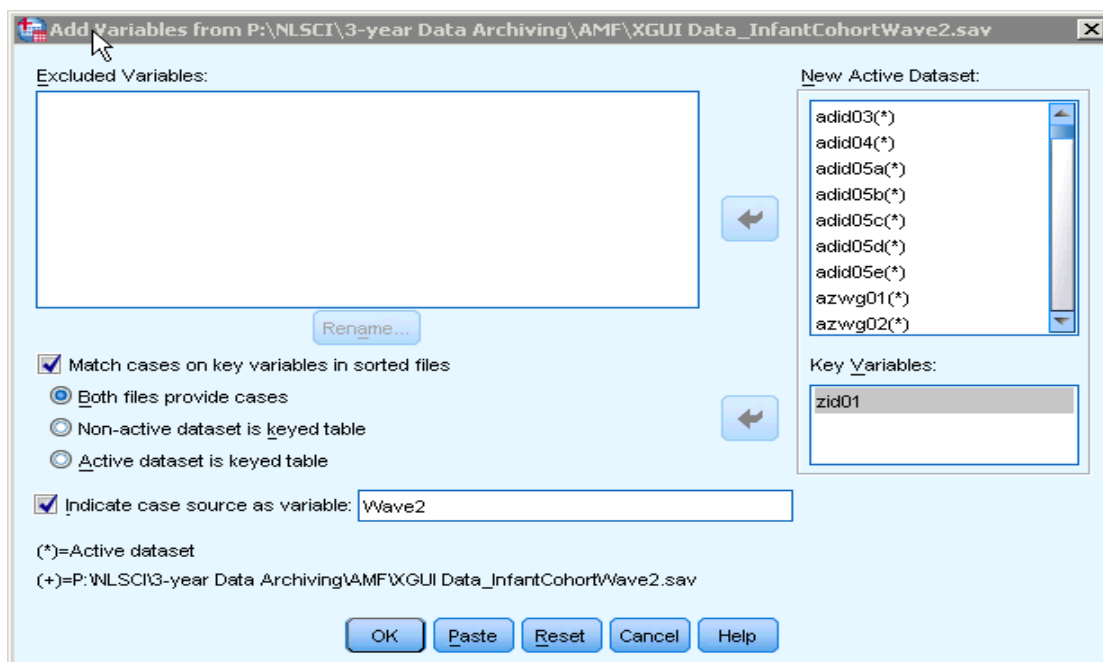 Add Variables from P:\NLSCI\3-year Data Archiving\AMF\XGUI Data_InfantCohortWave2.sav
Excluded Variables:
Rename...
Match cases on key variables in sorted files
Both files provide cases
Non-active dataset is keyed table
Active dataset is keyed table
Indicate case source as variable: Wave2
(*)=Active dataset
(+)=P:\NLSCI\3-year Data Archiving\AMF\XGUI Data_InfantCohortWave2.sav
New Active Dataset:
adid03(*)
adid04(*)
adid05a(*)
adid05b(*)
adid05c(*)
adid05d(*)
adid05e(*)
azwg01(*)
azwg02(*)
Key Variables:
zid01
OK Paste Reset Cancel Help